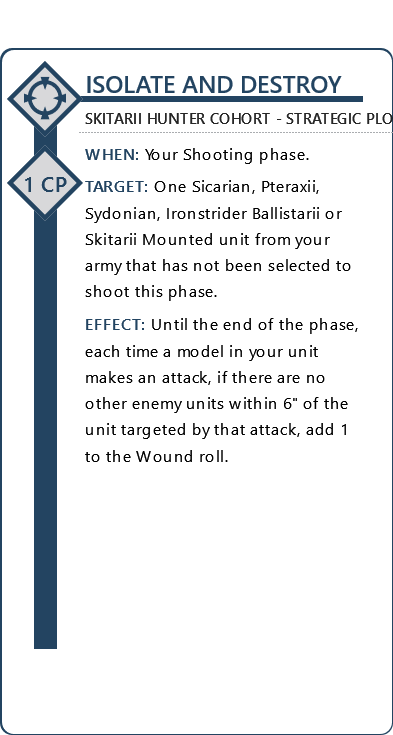 ISOLATE AND DESTROY
SKITARII HUNTER COHORT - STRATEGIC PLO
1 CP
WHEN: Your Shooting phase.
TARGET: One Sicarian, Pteraxii,
Sydonian, Ironstrider Ballistarii or
Skitarii Mounted unit from your
army that has not been selected to
shoot this phase.
EFFECT: Until the end of the phase,
each time a model in your unit
makes an attack, if there are no
other enemy units within 6" of the
unit targeted by that attack, add 1
to the Wound roll.